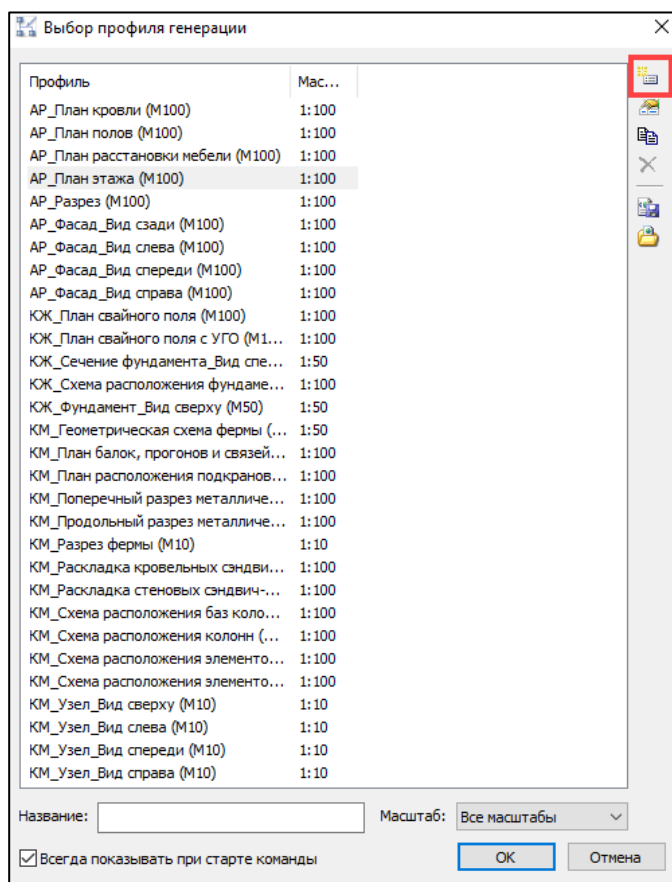 Выбор профиля генерации
Профиль Мас...
АР_План кровли (М100) 1:100
АР_План полов (М100) 1:100
АР_План расстановки мебели (М100) 1:100
АР_План этажа (М100) 1:100
АР_Разрез (М100) 1:100
АР_Фасад_Вид сзади (М100) 1:100
АР_Фасад_Вид слева (М100) 1:100
АР_Фасад_Вид спереди (М100) 1:100
АР_Фасад_Вид справа (М100) 1:100
КЖ_План свайного поля (М100) 1:100
КЖ_План свайного поля с УГО (М1... 1:100
КЖ_Сечение фундамента_Вид спе... 1:50
КЖ_Схема расположения фундаме... 1:100
КЖ_Фундамент_Вид сверху (М50) 1:50
КМ_Геометрическая схема фермы (... 1:50
КМ_План балок, прогонов и связей... 1:100
КМ_План расположения подкранов... 1:100
КМ_Поперечный разрез металличе... 1:100
КМ_Продольный разрез металличе... 1:100
КМ_Разрез фермы (М10) 1:10
КМ_Раскладка кровельных сэндви... 1:100
КМ_Раскладка стеновых сэндвич-... 1:100
КМ_Схема расположения баз коло... 1:100
КМ_Схема расположения колонн (... 1:100
КМ_Схема расположения элементо... 1:100
КМ_Схема расположения элементо... 1:100
КМ_Узел_Вид сверху (М10) 1:10
КМ_Узел_Вид слева (М10) 1:10
КМ_Узел_Вид спереди (М10) 1:10
КМ_Узел_Вид справа (М10) 1:10
Название: Масштаб: Все масштабы
Всегда показывать при старте команды ОК Отмена